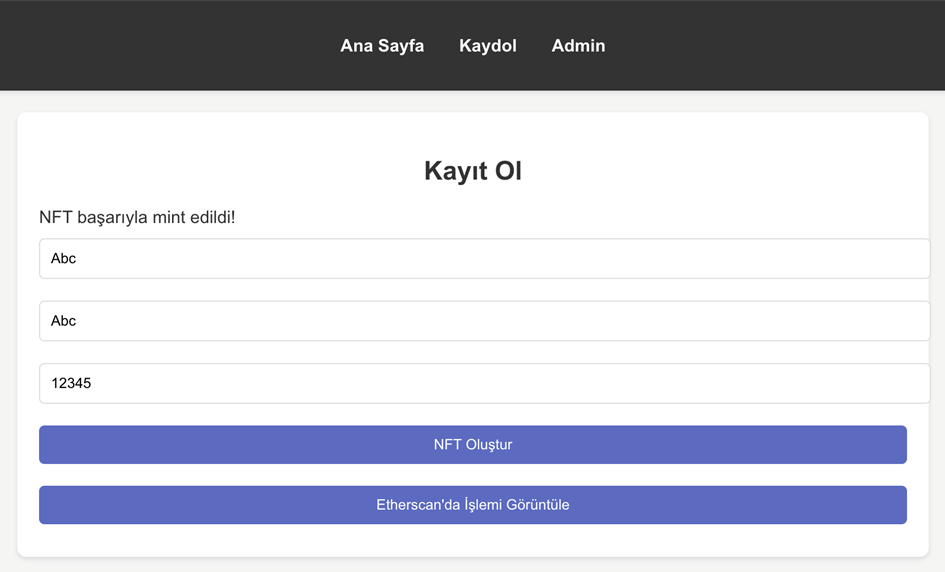 Ana Sayfa Kaydol Admin
Kayıt Ol
NFT başarıyla mint edildi!
Abc
Abc
12345
NFT Oluştur
Etherscan'da İşlemi Görüntüle